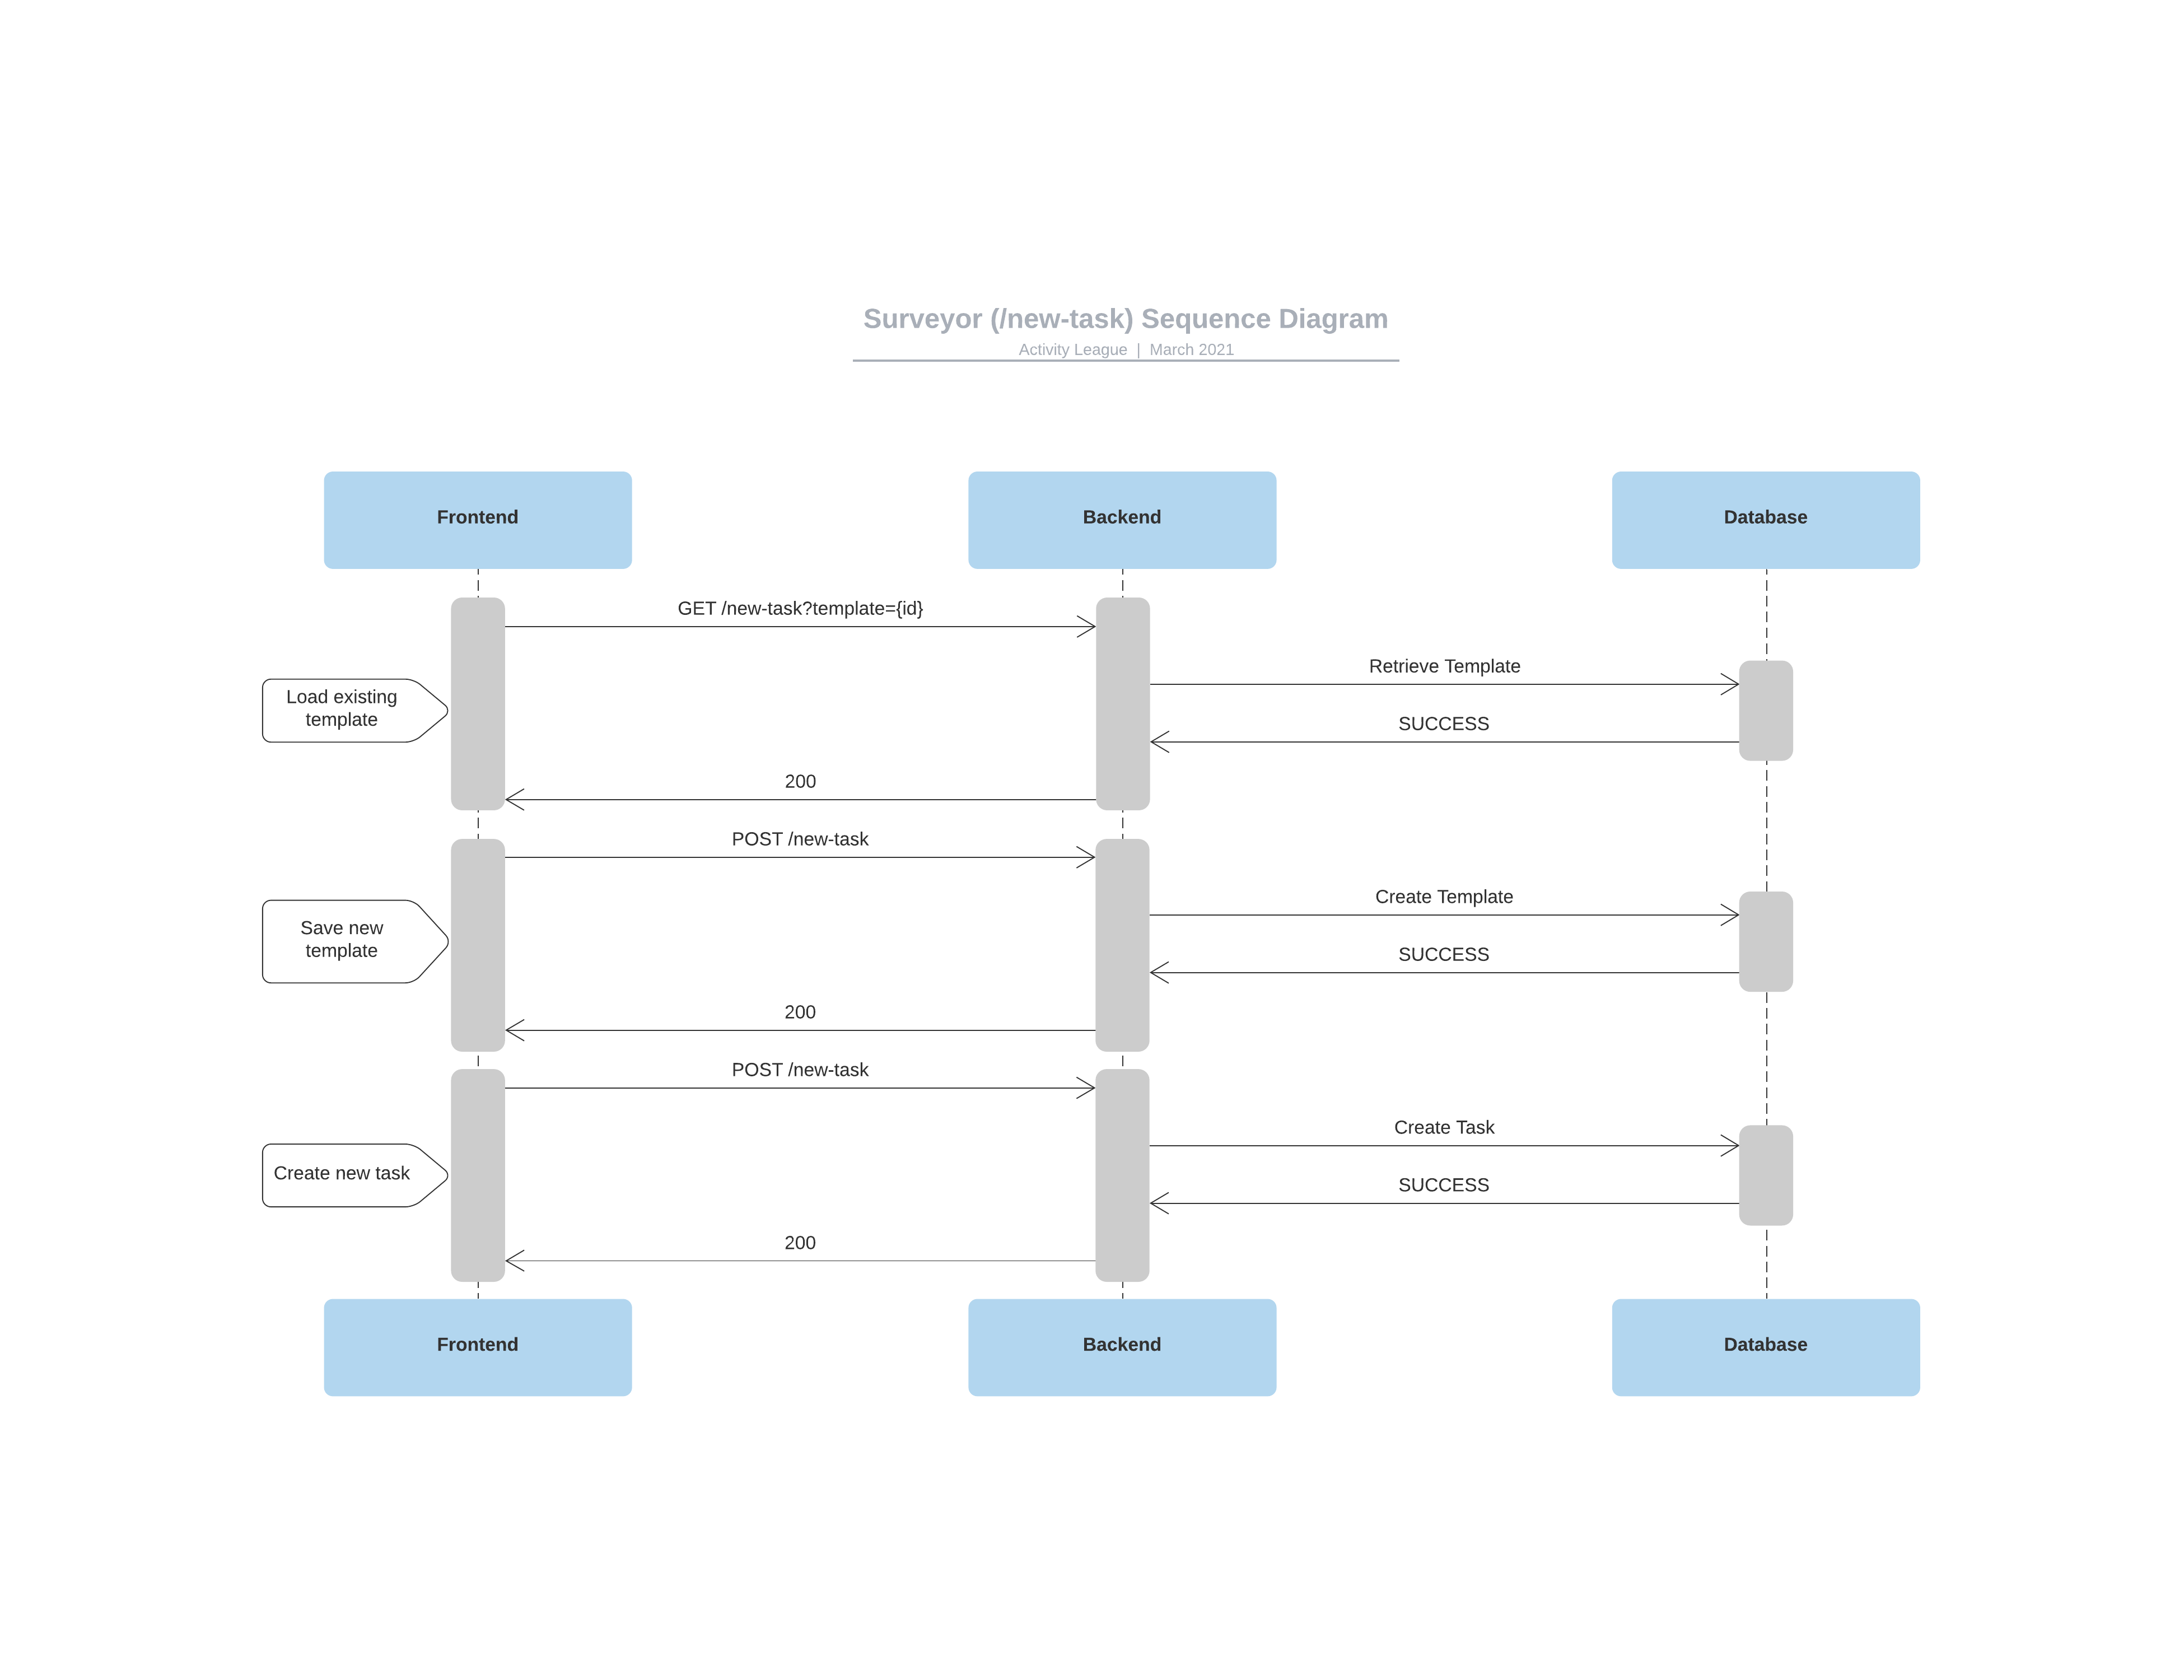 Surveyor (/new-task) Sequence Diagram
Activity League | March 2021
Frontend
Backend
Database
GET /new-task?template={id}
Retrieve Template
Load existing
template
SUCCESS
200
POST /new-task
Create Template
Save new
template
SUCCESS
200
POST /new-task
Create Task
Create new task
SUCCESS
200
Frontend
Backend
Database